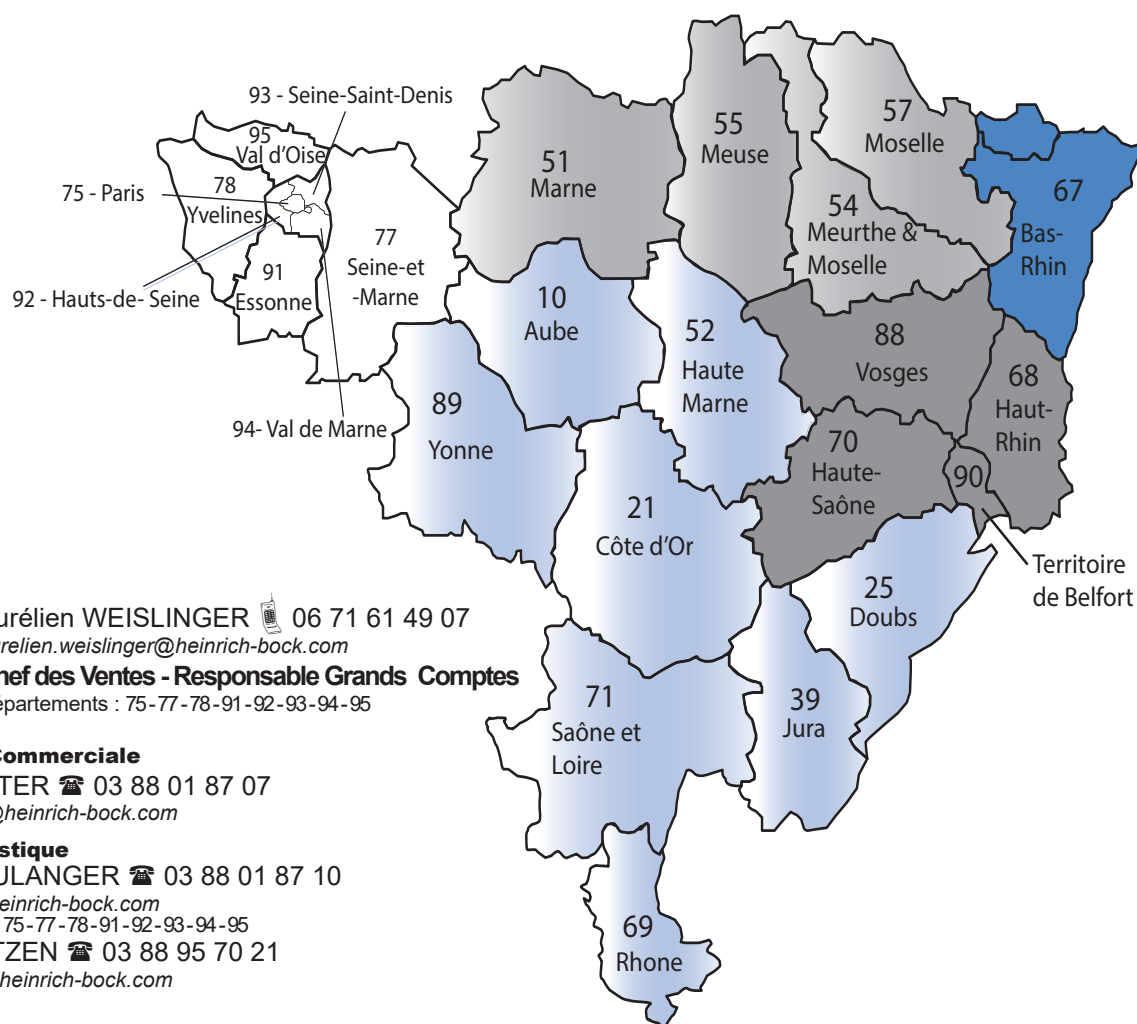 93 - Seine-Saint-Denis
95
Val d'Oise
75 - Paris
78
Yvelines
92 - Hauts-de- Seine
91
Essonne
77
Seine-et
-Marne
94- Val de Marne
51
Marne
55
Meuse
57
Moselle
54
Meurthe &
Moselle
67
Bas-
Rhin
10
Aube
52
Haute
Marne
88
Vosges
68
Haut-
Rhin
89
Yonne
70
Haute-
Saône
90
Territoire
de Belfort
21
Côte d'Or
25
Doubs
71
Saône et
Loire
39
Jura
69
Rhone
urélien WEISLINGER 06 71 61 49 07
urelien.weislinger@heinrich-bock.com
hef des Ventes - Responsable Grands Comptes
épartements : 75-77-78-91-92-93-94-95
Commerciale
TER ☎ 03 88 01 87 07
@heinrich-bock.com
stique
ULANGER ☎ 03 88 01 87 10
einrich-bock.com
75-77-78-91-92-93-94-95
TZEN ☎ 03 88 95 70 21
heinrich-bock.com